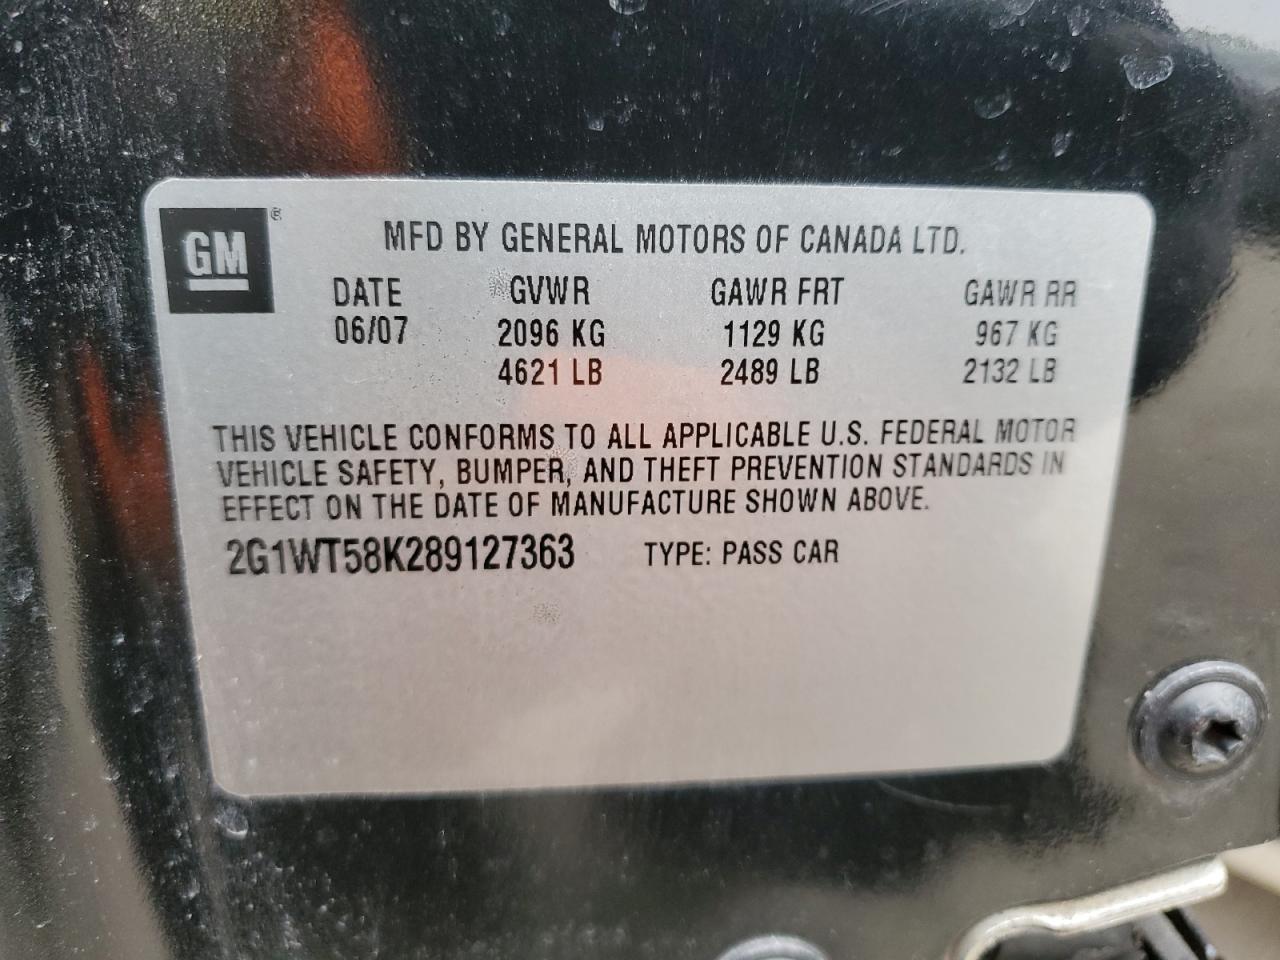 GM ®
MFD BY GENERAL MOTORS OF CANADA LTD.
DATE GVWR GAWR FRT GAWR RR
06/07 2096 KG 1129 KG 967 KG
4621 LB 2489 LB 2132 LB
THIS VEHICLE CONFORMS TO ALL APPLICABLE U.S. FEDERAL MOTOR
VEHICLE SAFETY, BUMPER, AND THEFT PREVENTION STANDARDS IN
EFFECT ON THE DATE OF MANUFACTURE SHOWN ABOVE.
2G1WT58K289127363 TYPE: PASS CAR